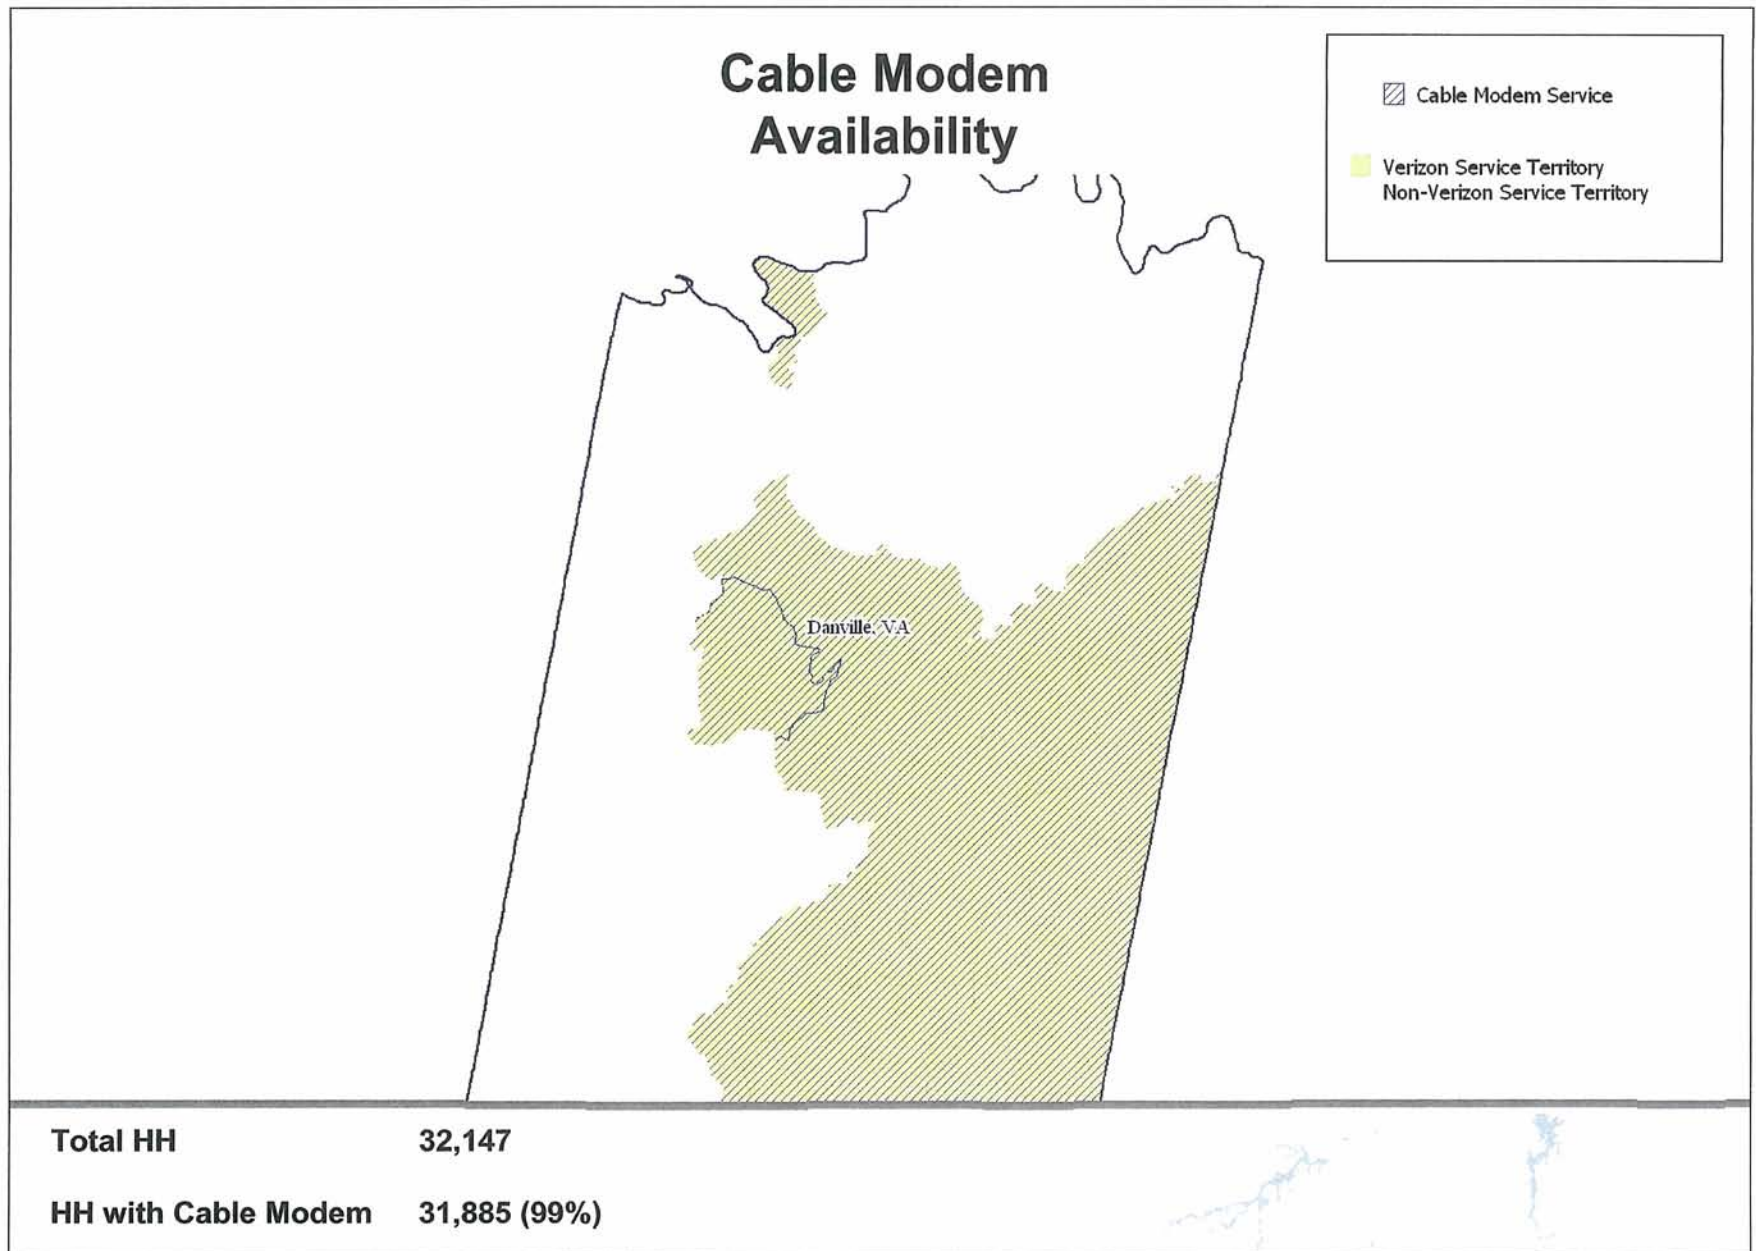 Cable Modem
Availability
Cable Modem Service
Verizon Service Territory
Non-Verizon Service Territory
Danville, VA
Total HH 32,147
HH with Cable Modem 31,885 (99%)